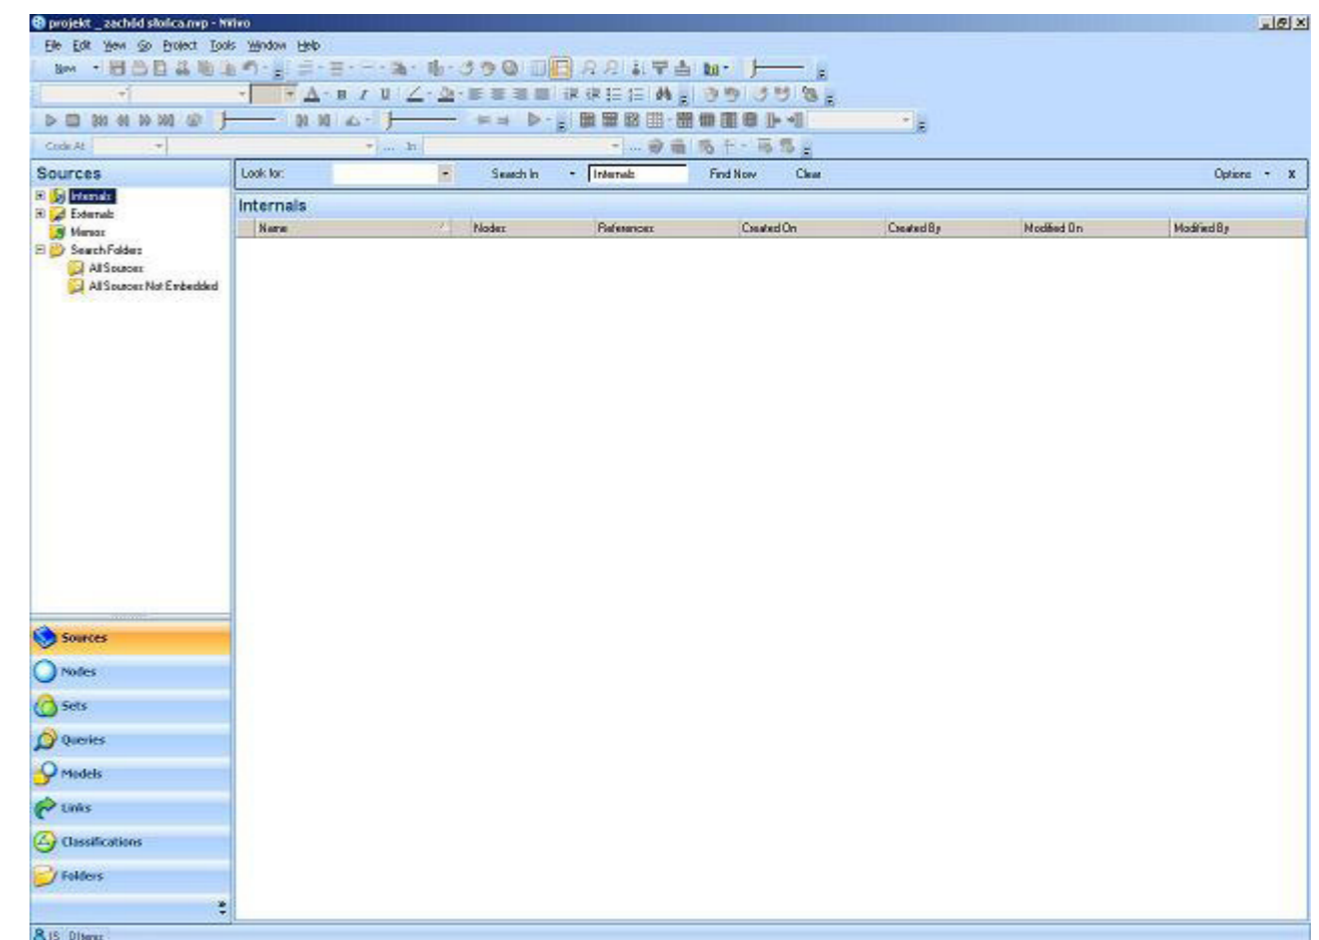 projekt _ zachód słońca.nvp - NVivo
File Edit View Go Project Tools Window Help
New
Code At ... In ...
Sources
Look for: Search In Internals Find Now Clear Options x
Internals
Externals
Memos
Search Folders
All Sources
All Sources Not Embedded
Internals
Name Nodes References Created On Created By Modified On Modified By
Sources
Nodes
Sets
Queries
Models
Links
Classifications
Folders
IS 0 Items